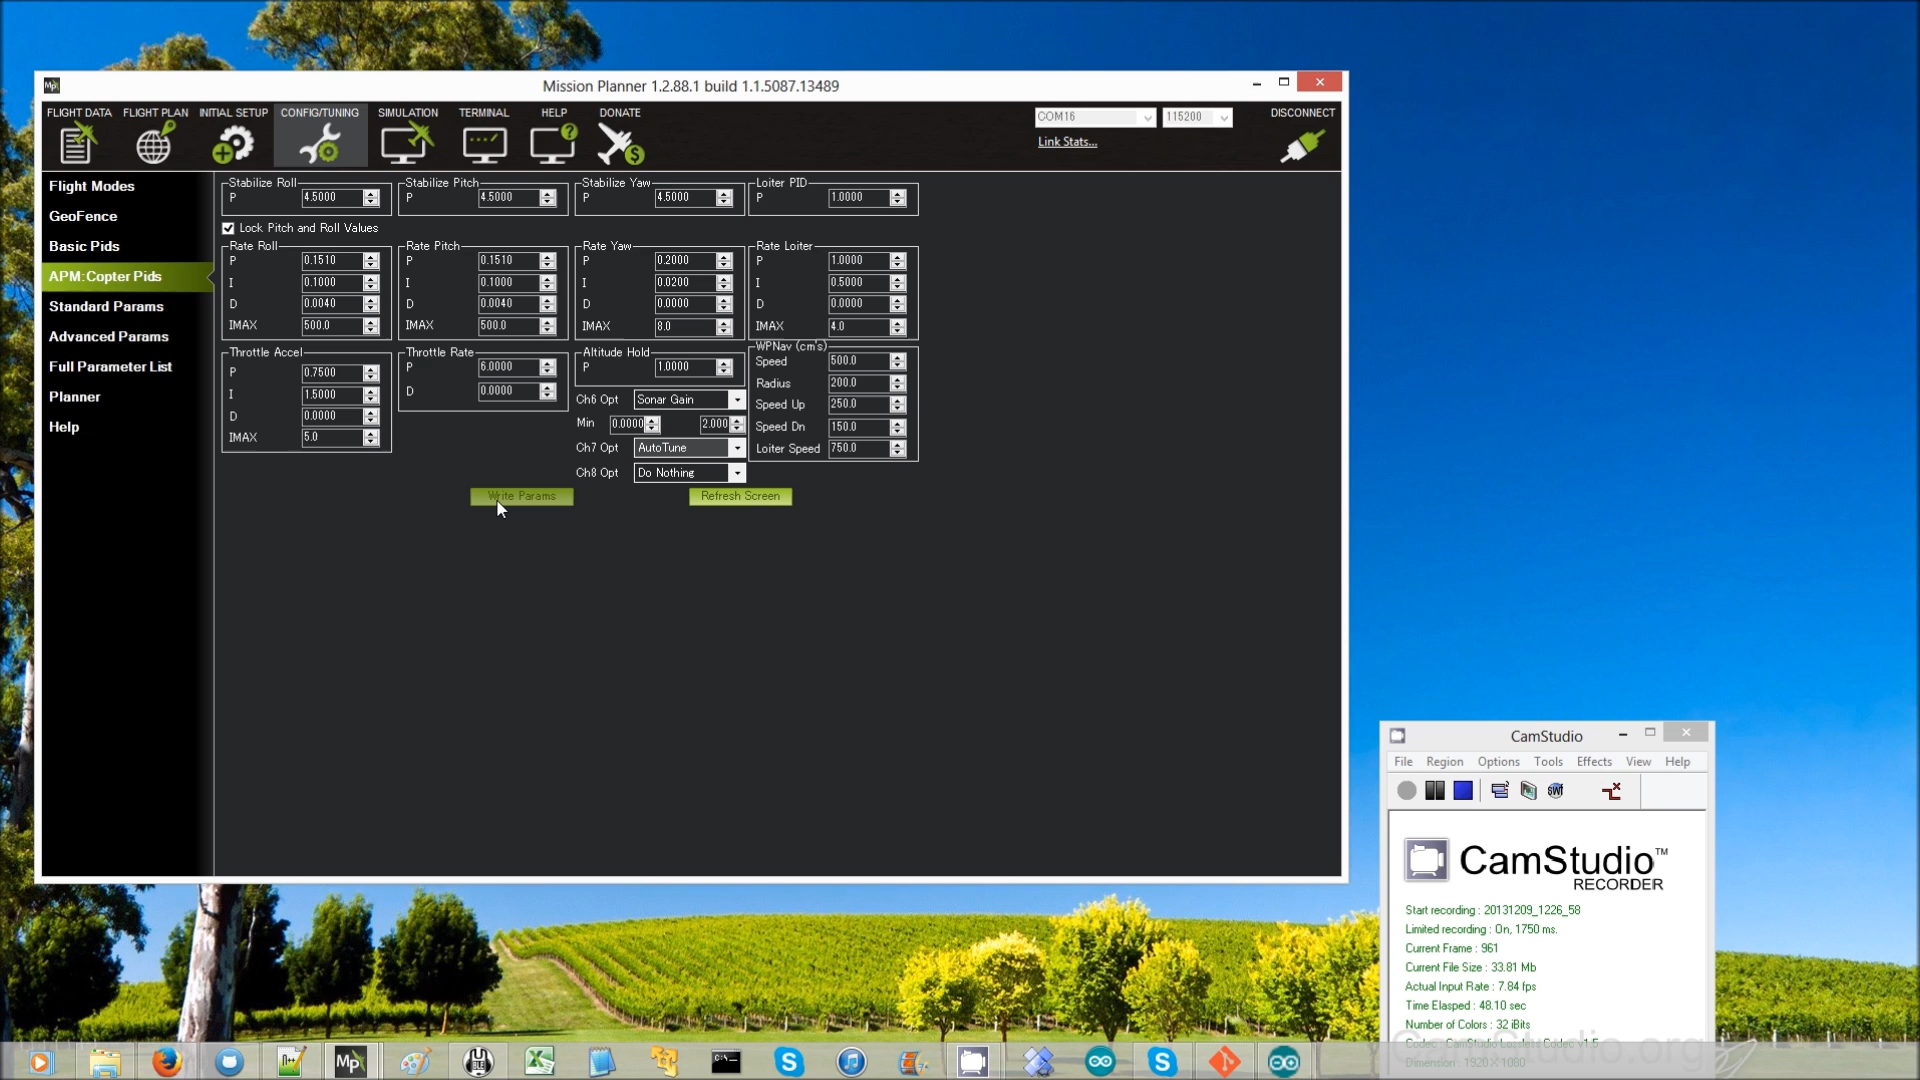 Mp
Mission Planner 1.2.88.1 build 1.1.5087.13489
FLIGHT DATA FLIGHT PLAN INITIAL SETUP CONFIG/TUNING SIMULATION TERMINAL HELP DONATE
COM16 115200 DISCONNECT
Link Stats...
Flight Modes
GeoFence
Basic Pids
APM:Copter Pids
Standard Params
Advanced Params
Full Parameter List
Planner
Help
Stabilize Roll
P 4.5000
Stabilize Pitch
P 4.5000
Stabilize Yaw
P 4.5000
Loiter PID
P 1.0000
Lock Pitch and Roll Values
Rate Roll
P 0.1510
I 0.1000
D 0.0040
IMAX 500.0
Rate Pitch
P 0.1510
I 0.1000
D 0.0040
IMAX 500.0
Rate Yaw
P 0.2000
I 0.0200
D 0.0000
IMAX 8.0
Rate Loiter
P 1.0000
I 0.5000
D 0.0000
IMAX 4.0
Throttle Accel
P 0.7500
I 1.5000
D 0.0000
IMAX 5.0
Throttle Rate
P 6.0000
D 0.0000
Altitude Hold
P 1.0000
Ch6 Opt Sonar Gain
Min 0.0000 2.000
Ch7 Opt AutoTune
Ch8 Opt Do Nothing
WPNav (cm's)
Speed 500.0
Radius 200.0
Speed Up 250.0
Speed Dn 150.0
Loiter Speed 750.0
Write Params
Refresh Screen
CamStudio
File Region Options Tools Effects View Help
CamStudio™
RECORDER
Start recording : 20131209_1226_58
Limited recording : On, 1750 ms.
Current Frame : 961
Current File Size : 33.81 Mb
Actual Input Rate : 7.84 fps
Time Elasped : 48.10 sec
Number of Colors : 32 iBits
Codec : CamStudio Lossless Codec v1.5
Dimension : 1920 X 1080
Mp